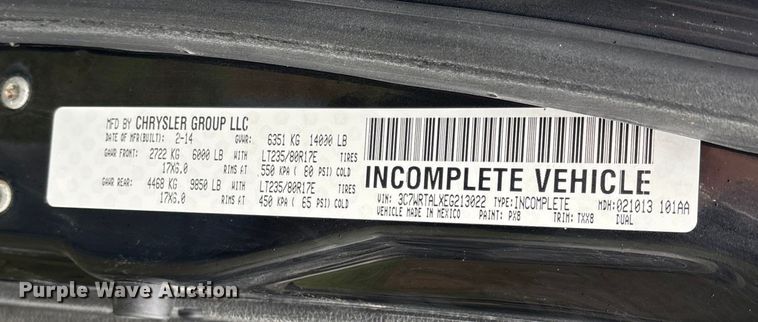 MFD BY CHRYSLER GROUP LLC
DATE OF MFR(BUILT): 2-14 GVWR: 6351 KG 14000 LB
GAWR FRONT: 2722 KG 6000 LB WITH LT235/80R17E TIRES
17X6.0 RIMS AT 550 KPA ( 80 PSI) COLD
GAWR REAR: 4468 KG 9850 LB WITH LT235/80R17E TIRES
17X6.0 RIMS AT 450 KPA ( 65 PSI) COLD
INCOMPLETE VEHICLE
VIN: 3C7WRTALXEG213022 TYPE: INCOMPLETE MDH: 021013 101AA
VEHICLE MADE IN MEXICO PAINT: PX8 TRIM: TXX8 DUAL
Purple Wave Auction